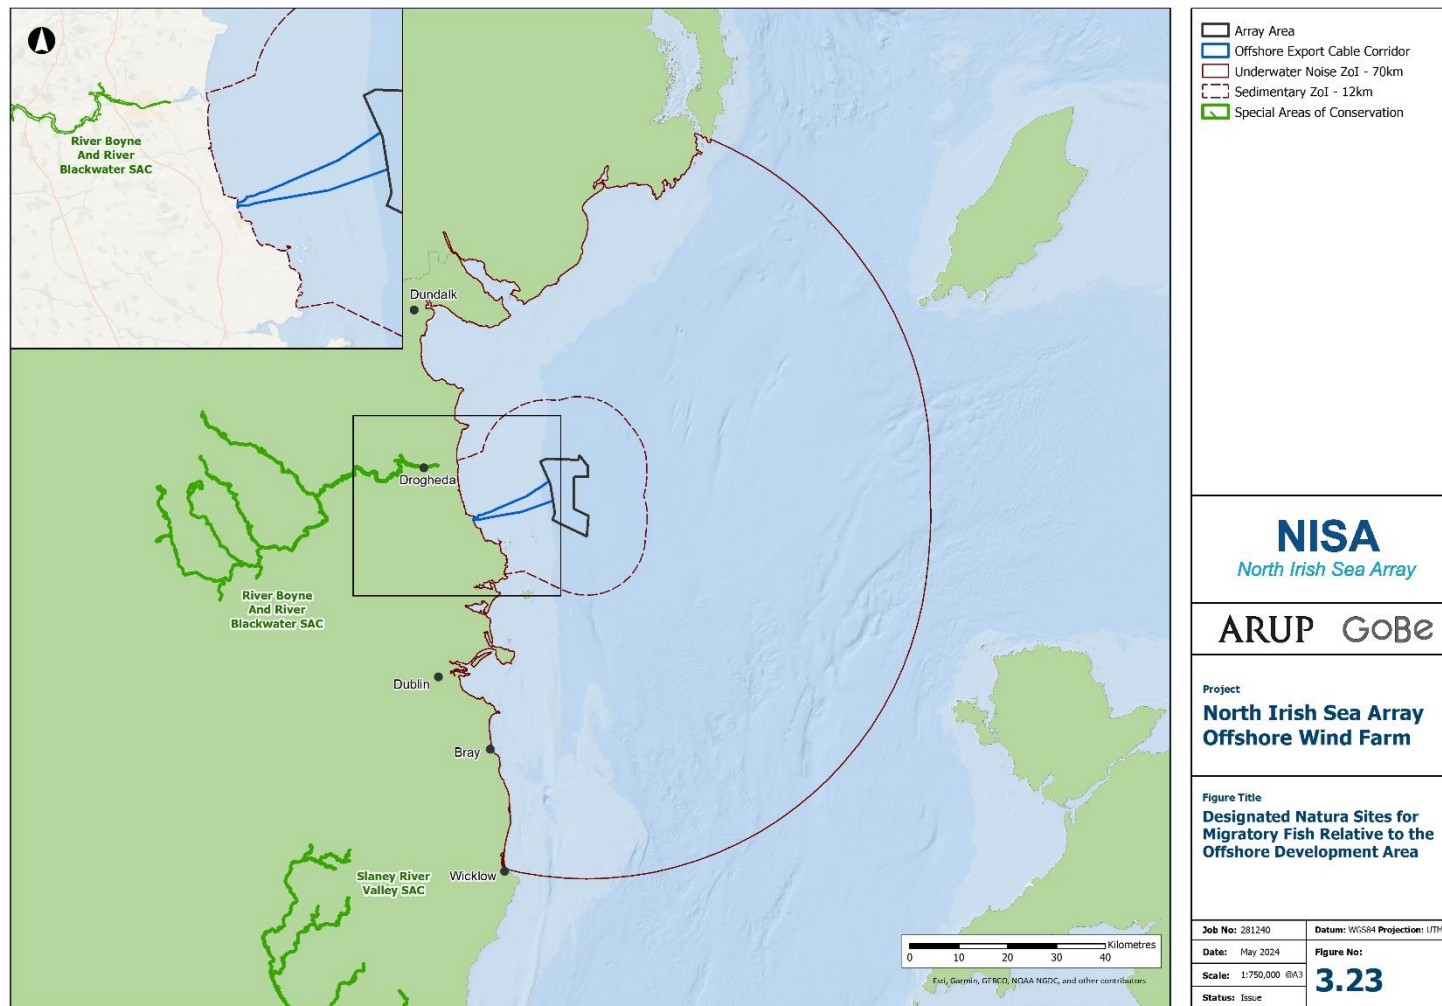 River Boyne
And River
Blackwater SAC
Dundalk
Drogheda
River Boyne
And River
Blackwater SAC
Dublin
Bray
Wicklow
Slaney River
Valley SAC
Kilometres
0 10 20 30 40
Esri, Garmin, GEBCO, NOAA NGDC, and other contributors
Array Area
Offshore Export Cable Corridor
Underwater Noise ZoI - 70km
Sedimentary ZoI - 12km
Special Areas of Conservation
NISA
North Irish Sea Array
ARUP GoBe
Project
North Irish Sea Array
Offshore Wind Farm
Figure Title
Designated Natura Sites for
Migratory Fish Relative to the
Offshore Development Area
Job No: 281240 Datum: WGS84 Projection: UTM
Date: May 2024 Figure No:
Scale: 1:750,000 @A3 3.23
Status: Issue